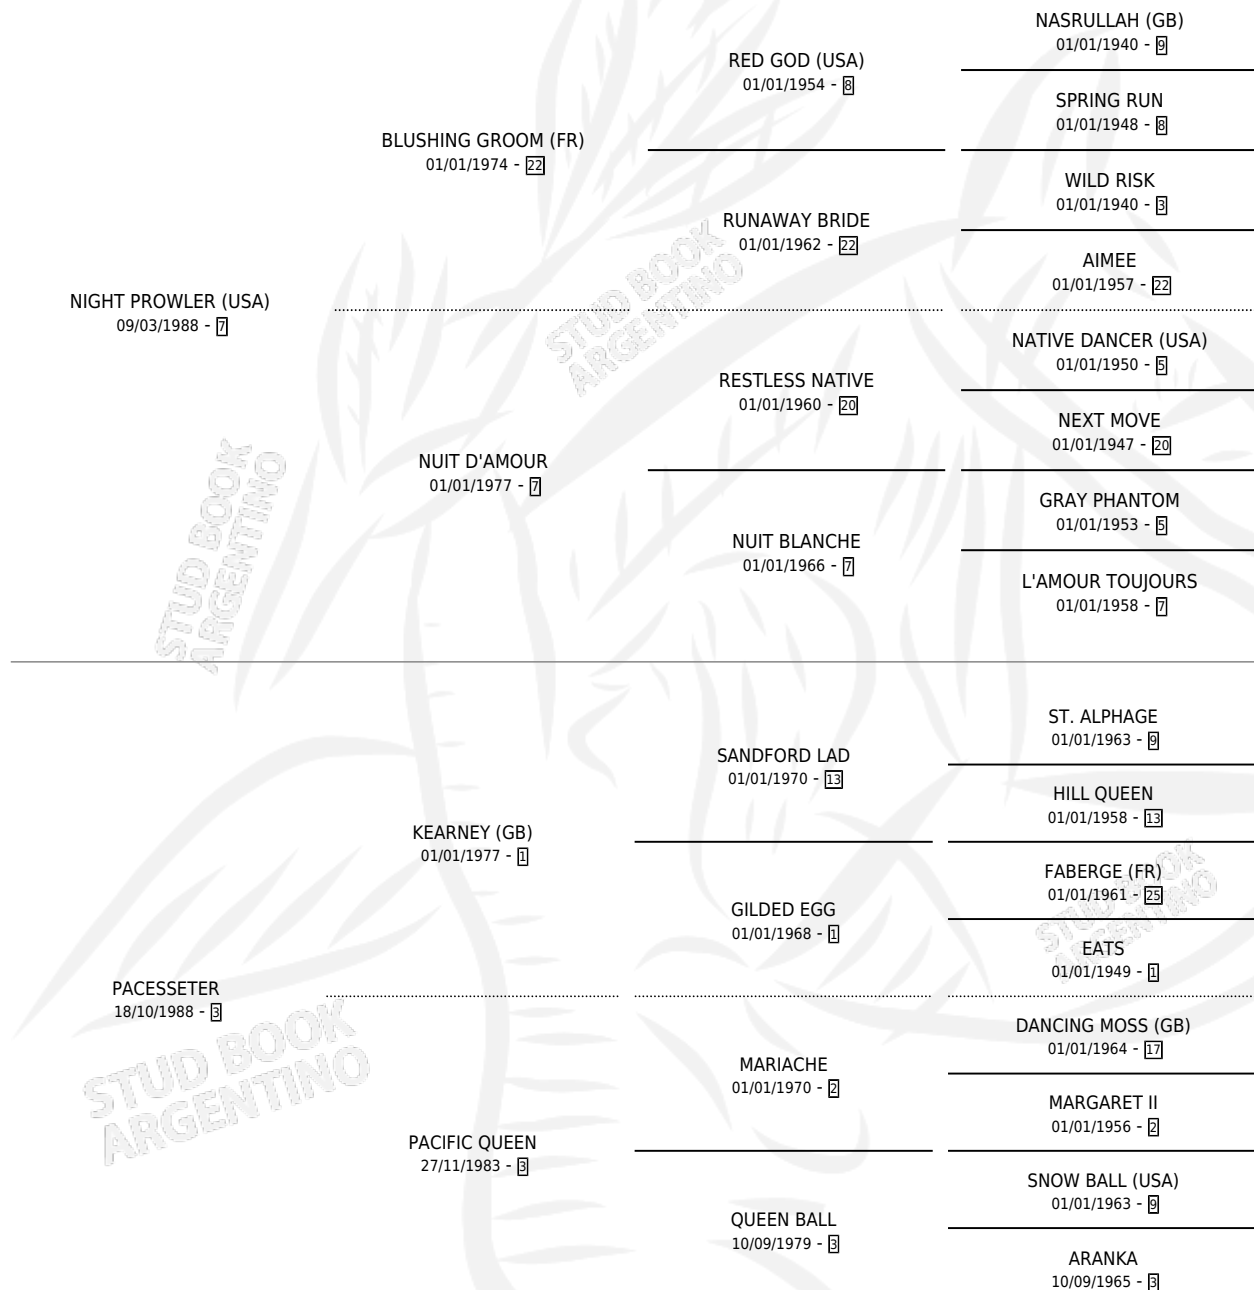 NASRULLAH (GB)
01/01/1940 - 9
RED GOD (USA)
01/01/1954 - 8
SPRING RUN
01/01/1948 - 8
BLUSHING GROOM (FR)
01/01/1974 - 22
WILD RISK
01/01/1940 - 3
RUNAWAY BRIDE
01/01/1962 - 22
AIMEE
01/01/1957 - 22
NIGHT PROWLER (USA)
09/03/1988 - 7
NATIVE DANCER (USA)
01/01/1950 - 5
RESTLESS NATIVE
01/01/1960 - 20
NEXT MOVE
01/01/1947 - 20
NUIT D'AMOUR
01/01/1977 - 7
GRAY PHANTOM
01/01/1953 - 5
NUIT BLANCHE
01/01/1966 - 7
L'AMOUR TOUJOURS
01/01/1958 - 7
ST. ALPHAGE
01/01/1963 - 9
SANDFORD LAD
01/01/1970 - 13
HILL QUEEN
01/01/1958 - 13
KEARNEY (GB)
01/01/1977 - 1
FABERGE (FR)
01/01/1961 - 25
GILDED EGG
01/01/1968 - 1
EATS
01/01/1949 - 1
PACESSETER
18/10/1988 - 3
DANCING MOSS (GB)
01/01/1964 - 17
MARIACHE
01/01/1970 - 2
MARGARET II
01/01/1956 - 2
PACIFIC QUEEN
27/11/1983 - 3
SNOW BALL (USA)
01/01/1963 - 9
QUEEN BALL
10/09/1979 - 3
ARANKA
10/09/1965 - 3
STUD BOOK
ARGENTINO
STUD BOOK
ARGENTINO
STUD BOOK
ARGENTINO
STUD BOOK
ARGENTINO